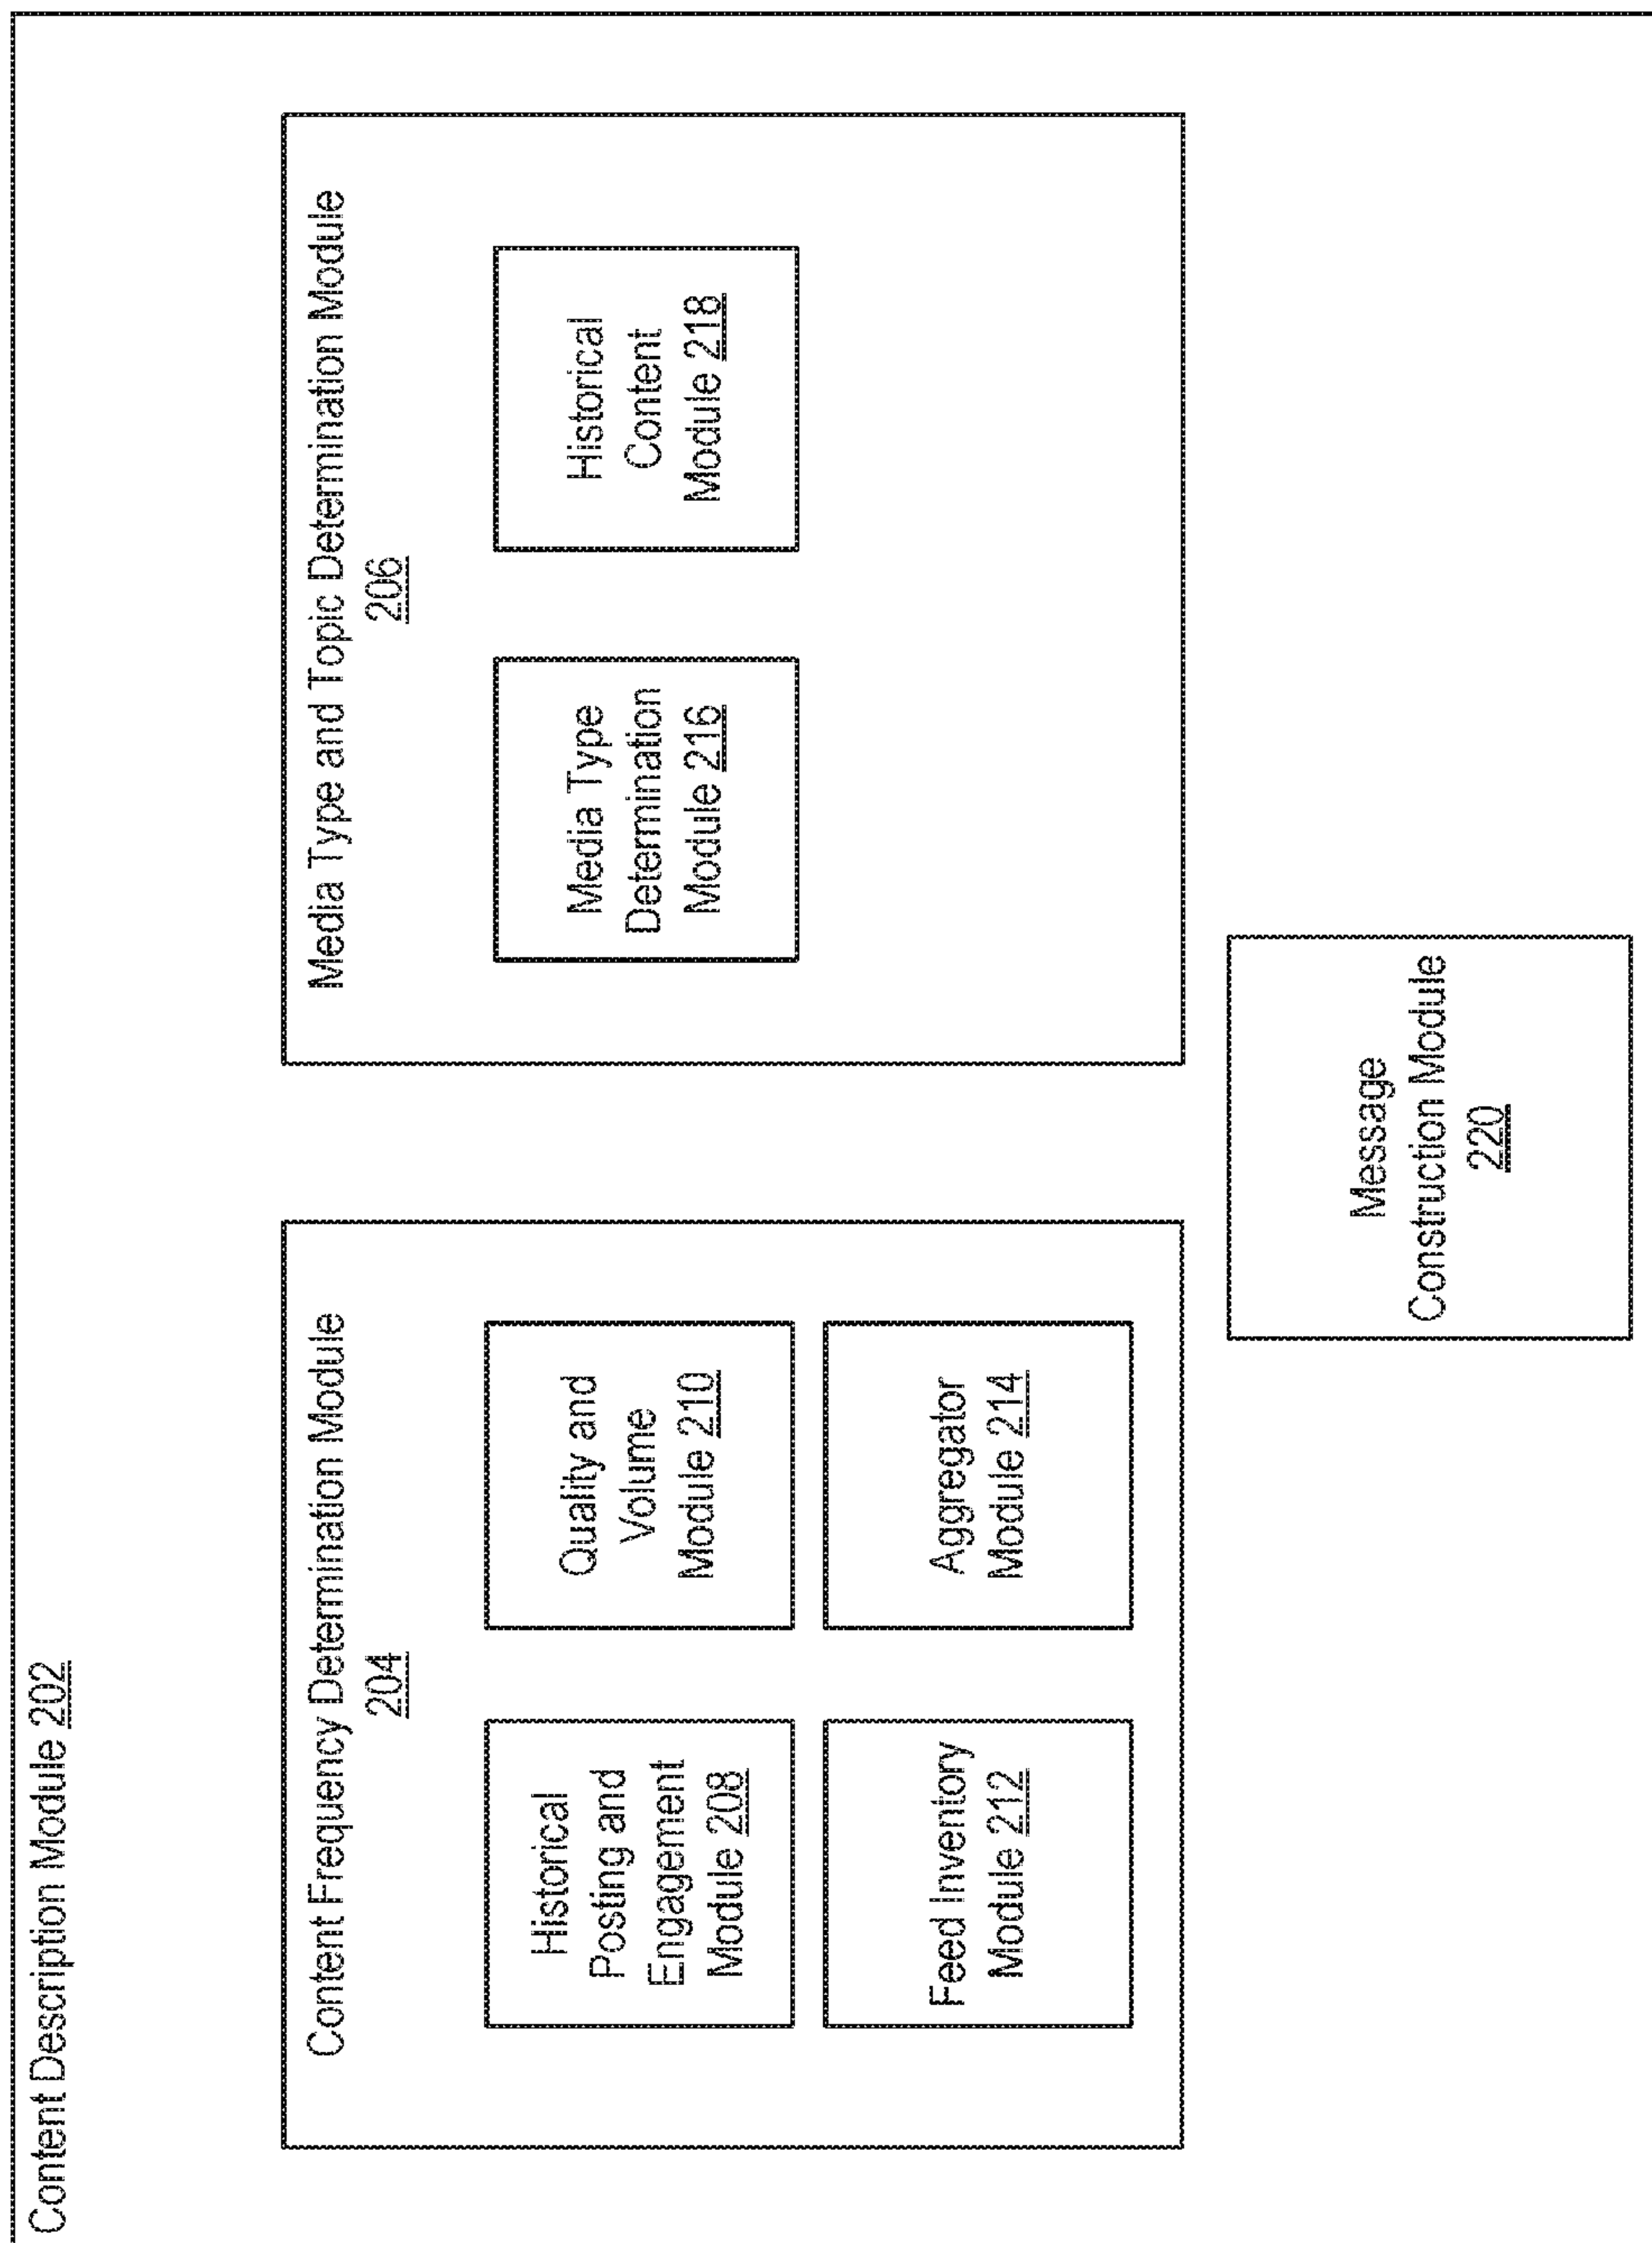 Content Description Module 202
Content Frequency Determination Module
204
Historical
Posting and
Engagement
Module 208
Quality and
Volume
Module 210
Feed Inventory
Module 212
Aggregator
Module 214
Media Type and Topic Determination Module
206
Media Type
Determination
Module 216
Historical
Content
Module 218
Message
Construction Module
220